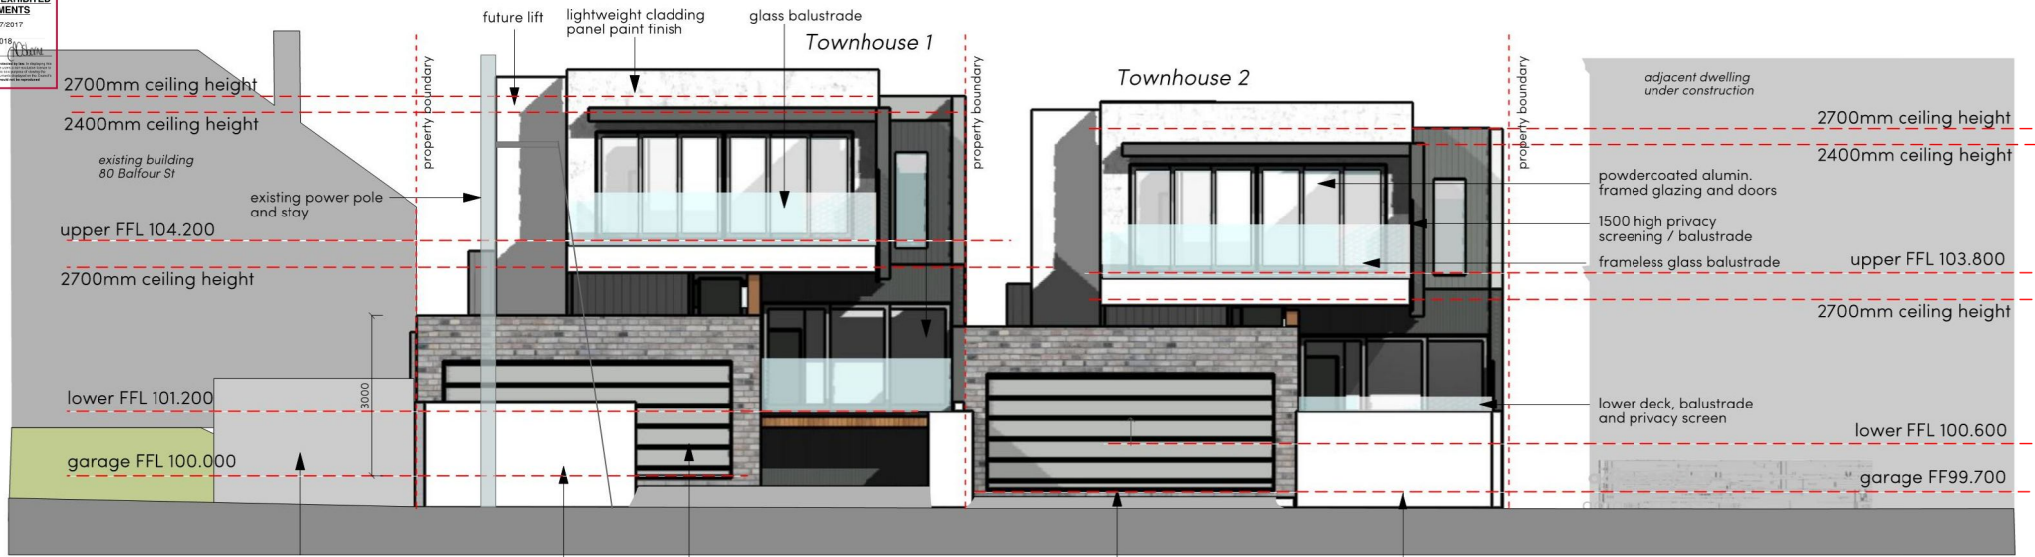 EXHIBITED
MENTS
7/2017
018
future lift
lightweight cladding
panel paint finish
glass balustrade
Townhouse 1
Townhouse 2
2700mm ceiling height
2400mm ceiling height
existing building
80 Balfour St
existing power pole
and stay
upper FFL 104.200
2700mm ceiling height
lower FFL 101.200
garage FFL 100.000
3000
property boundary
property boundary
property boundary
adjacent dwelling
under construction
2700mm ceiling height
2400mm ceiling height
powdercoated alumin.
framed glazing and doors
1500 high privacy
screening / balustrade
frameless glass balustrade
upper FFL 103.800
2700mm ceiling height
lower deck, balustrade
and privacy screen
lower FFL 100.600
garage FF99.700